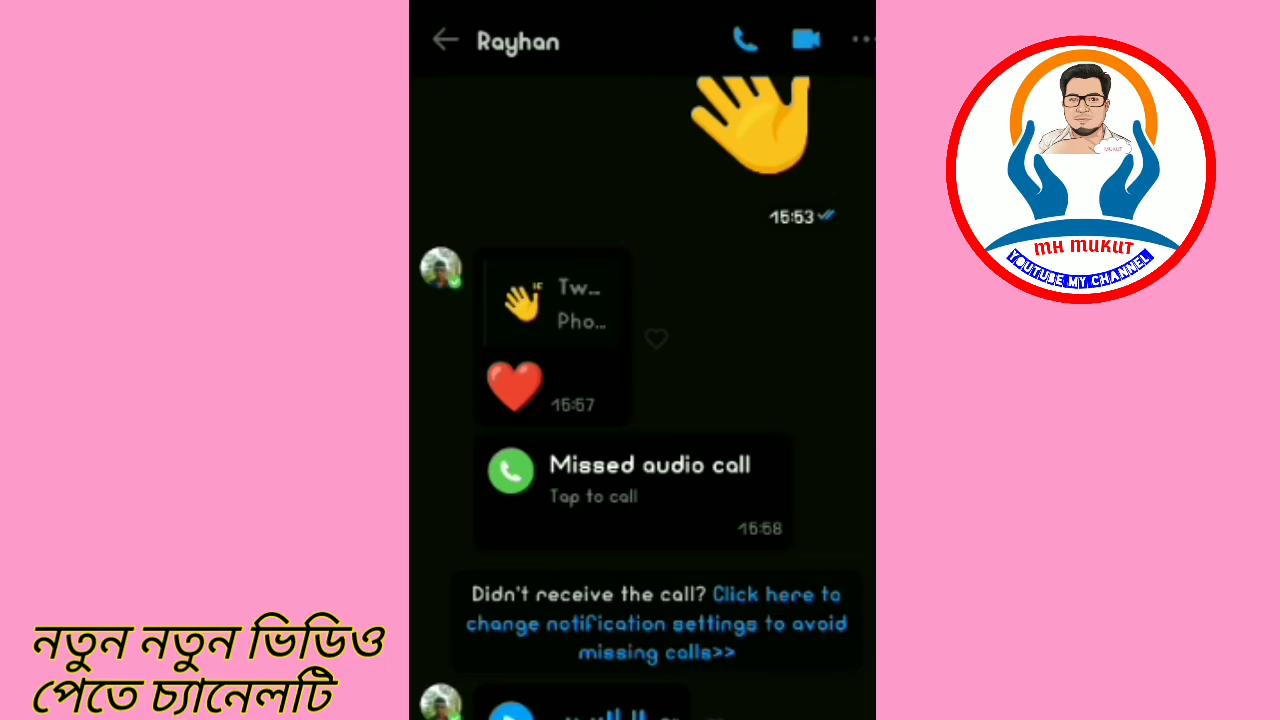 Rayhan
15:53
Tw...
Pho...
15:57
Missed audio call
Tap to call
15:58
Didn't receive the call? Click here to
change notification settings to avoid
missing calls>>
MUKUT
MH MUKUT
YOUTUBE MY CHANNEL
নতুন নতুন ভিডিও
পেতে চ্যানেলটি